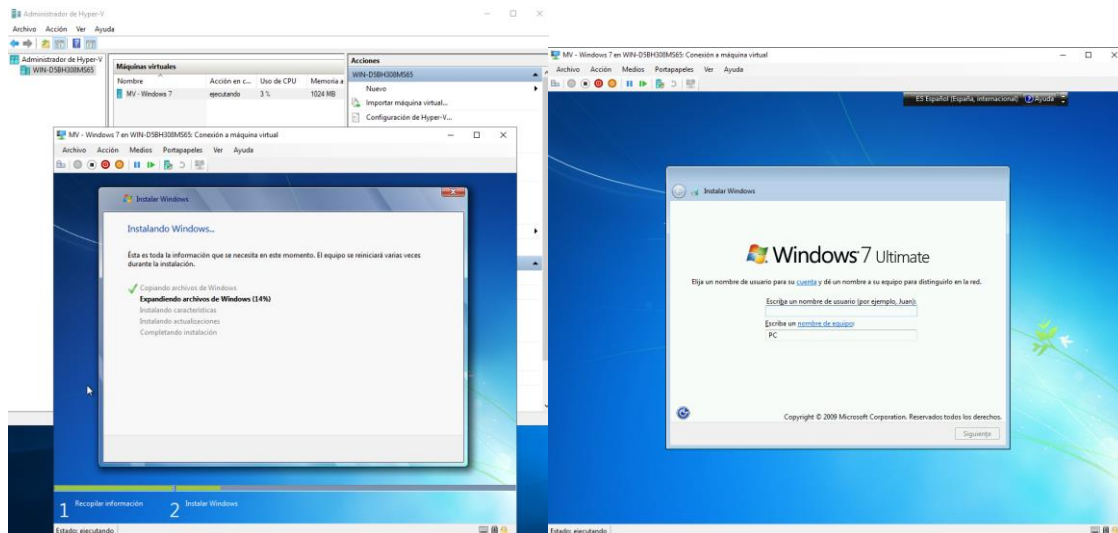 Administrador de Hyper-V
Archivo Acción Ver Ayuda
Administrador de Hyper-V
WIN-D5BH308MS65
Máquinas virtuales
Nombre Acción en c... Uso de CPU Memoria a
MV - Windows 7 ejecutando 3 % 1024 MB
Acciones
WIN-D5BH308MS65
Nuevo
Importar máquina virtual...
Configuración de Hyper-V...
MV - Windows 7 en WIN-D5BH308MS65: Conexión a máquina virtual
Archivo Acción Medios Portapapeles Ver Ayuda
Instalar Windows
Instalando Windows...
Esta es toda la información que se necesita en este momento. El equipo se reiniciará varias veces
durante la instalación.
Copiando archivos de Windows
Expandiendo archivos de Windows (14%)
Instalando características
Instalando actualizaciones
Completando instalación
1 Recopilar información 2 Instalar Windows
Estado: ejecutando
MV - Windows 7 en WIN-D5BH308MS65: Conexión a máquina virtual
Archivo Acción Medios Portapapeles Ver Ayuda
ES Español (España, internacional) Ayuda
Instalar Windows
Windows 7 Ultimate
Elija un nombre de usuario para su cuenta y dé un nombre a su equipo para distinguirlo en la red.
Escriba un nombre de usuario (por ejemplo, Juan):
Escriba un nombre de equipo:
PC
Copyright © 2009 Microsoft Corporation. Reservados todos los derechos.
Siguiente
Estado: ejecutando